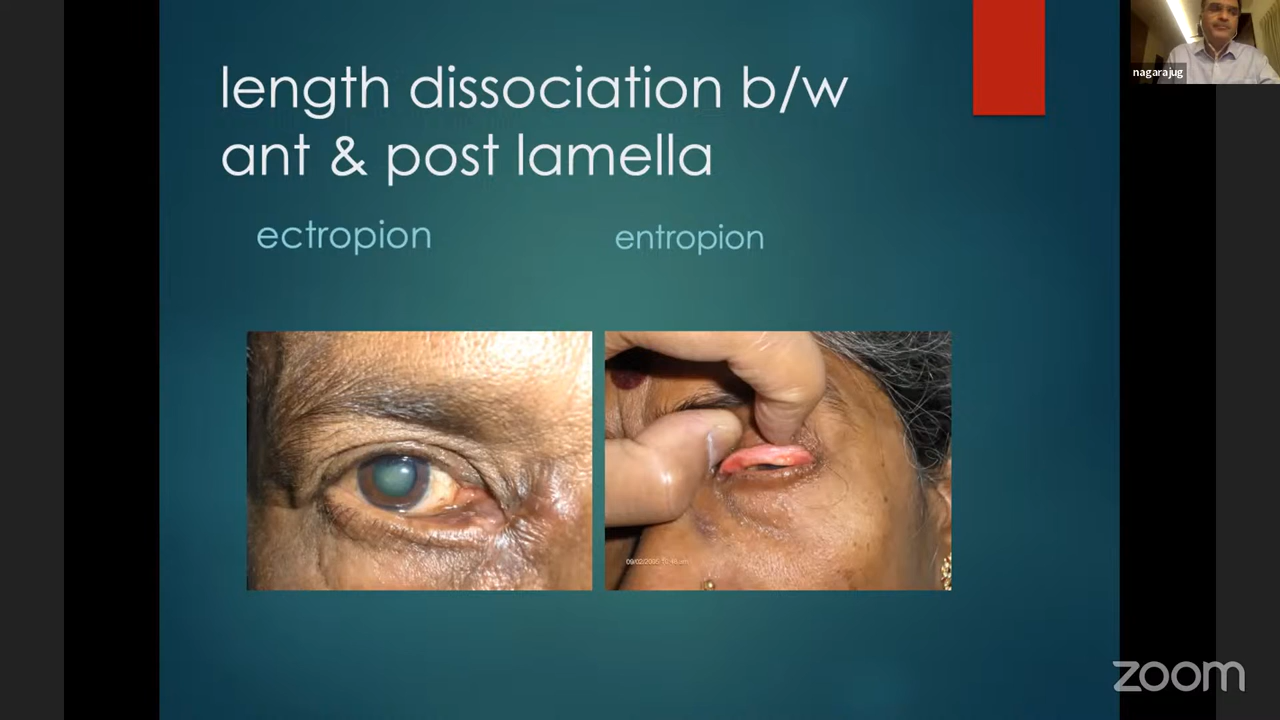 length dissociation b/w
ant & post lamella
ectropion
entropion
nagarajug
zoom